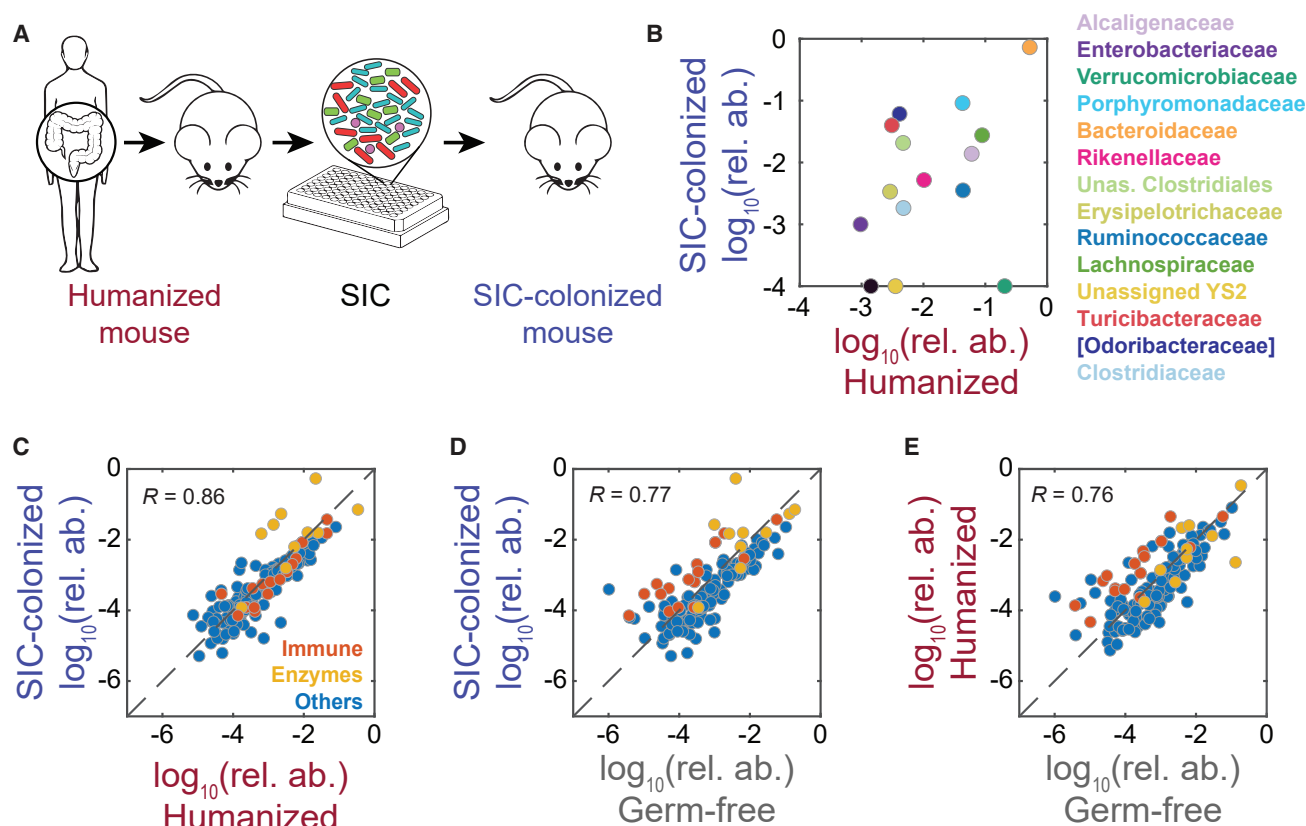 A
Humanized
mouse
SIC
SIC-colonized
mouse
B
SIC-colonized
log10(rel. ab.)
0
-1
-2
-3
-4
-4
-3
-2
-1
0
log10(rel. ab.)
Humanized
Alcaligenaceae
Enterobacteriaceae
Verrucomicrobiaceae
Porphyromonadaceae
Bacteroidaceae
Rikenellaceae
Unas. Clostridiales
Erysipelotrichaceae
Ruminococcaceae
Lachnospiraceae
Unassigned YS2
Turicibacteraceae
[Odoribacteraceae]
Clostridiaceae
C
SIC-colonized
log10(rel. ab.)
0
-2
-4
-6
R = 0.86
Immune
Enzymes
Others
-6
-4
-2
0
log10(rel. ab.)
Humanized
D
SIC-colonized
log10(rel. ab.)
0
-2
-4
-6
R = 0.77
-6
-4
-2
0
log10(rel. ab.)
Germ-free
E
log10(rel. ab.)
Humanized
0
-2
-4
-6
R = 0.76
-6
-4
-2
0
log10(rel. ab.)
Germ-free